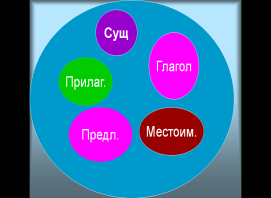 Сущ
Глагол
Прилаг.
Предл.
Местоим.